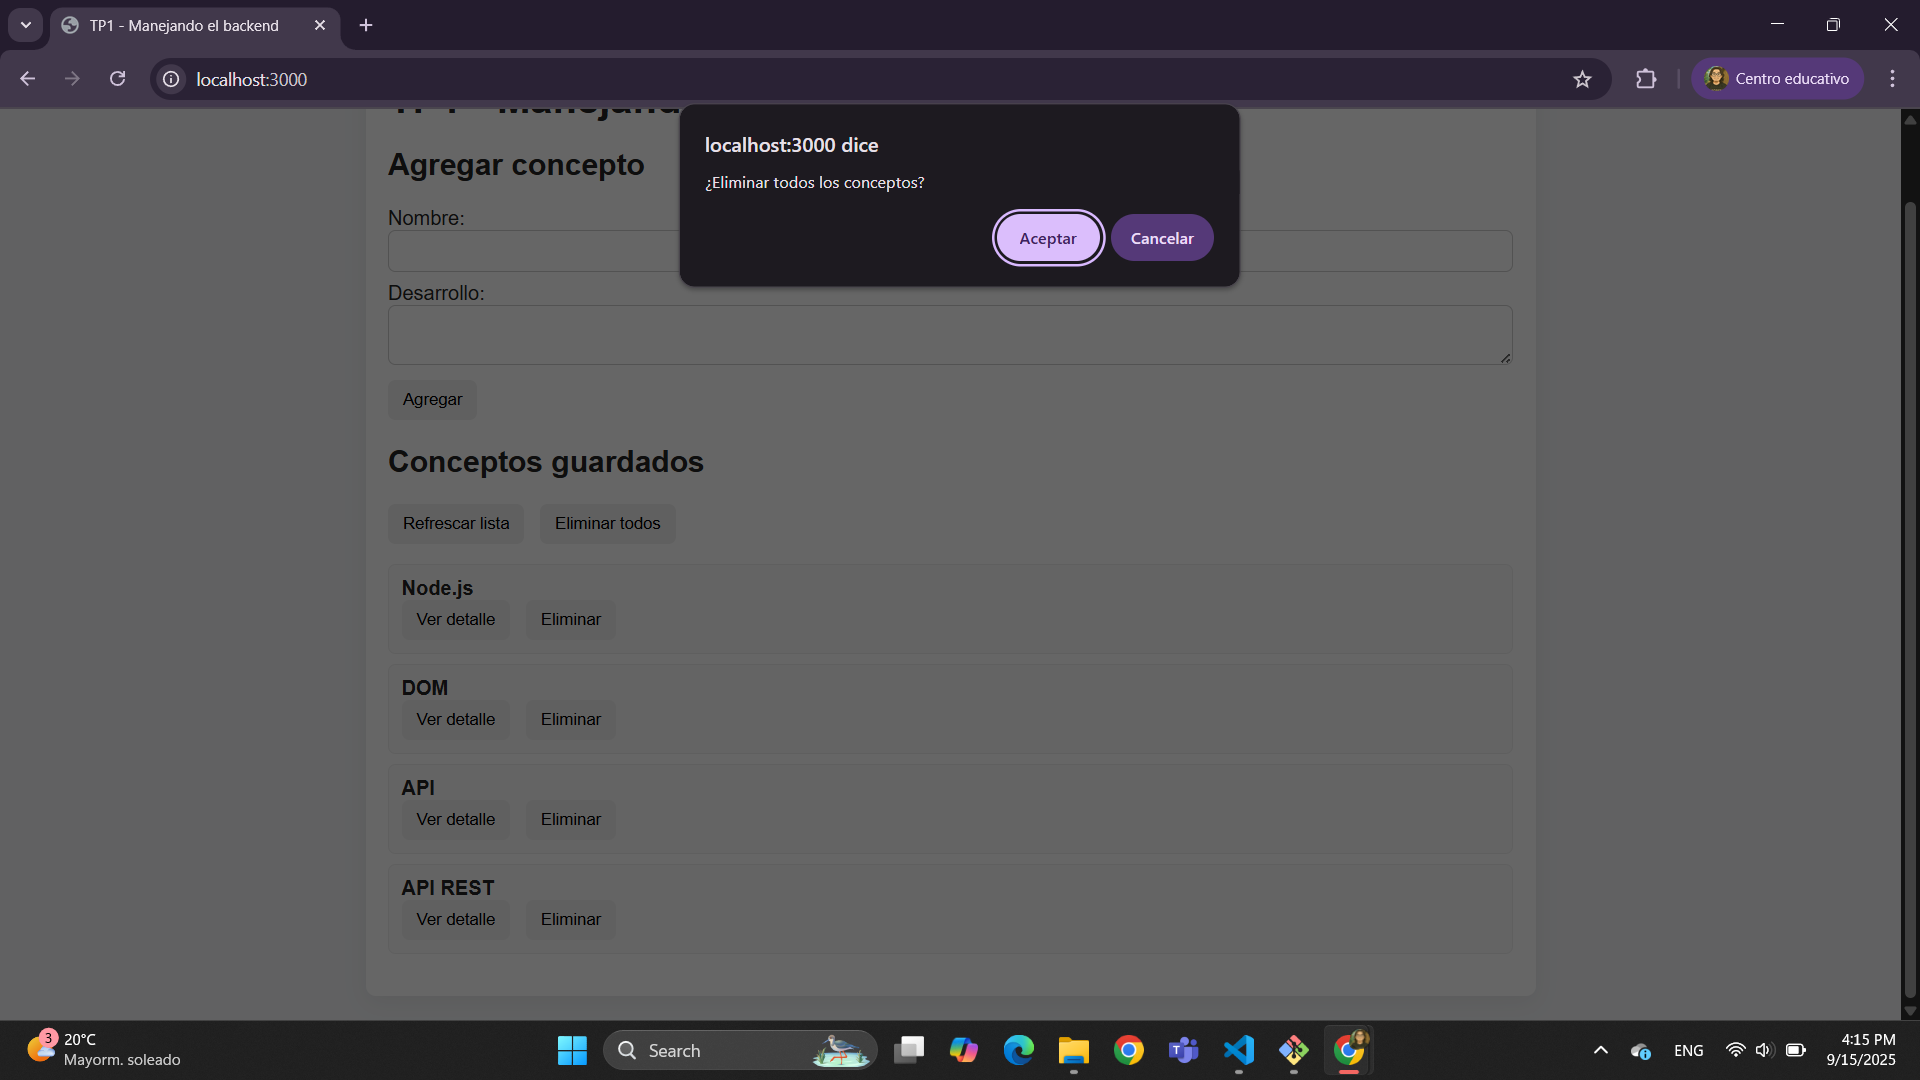 TP1 - Manejando el backend
localhost:3000
Centro educativo
localhost:3000 dice
¿Eliminar todos los conceptos?
Aceptar
Cancelar
Agregar concepto
Nombre:
Desarrollo:
Agregar
Conceptos guardados
Refrescar lista
Eliminar todos
Node.js
Ver detalle
Eliminar
DOM
Ver detalle
Eliminar
API
Ver detalle
Eliminar
API REST
Ver detalle
Eliminar
3
20°C
Mayorm. soleado
Search
ENG
4:15 PM
9/15/2025